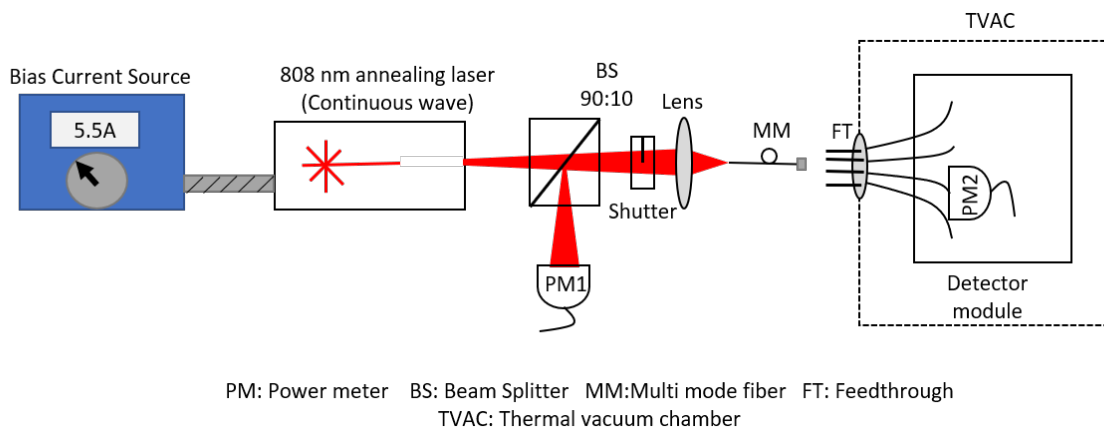 TVAC
Bias Current Source
5.5A
808 nm annealing laser
(Continuous wave)
BS
90:10
Lens
MM
FT
Shutter
PM1
PM2
Detector
module
PM: Power meter BS: Beam Splitter MM:Multi mode fiber FT: Feedthrough
TVAC: Thermal vacuum chamber